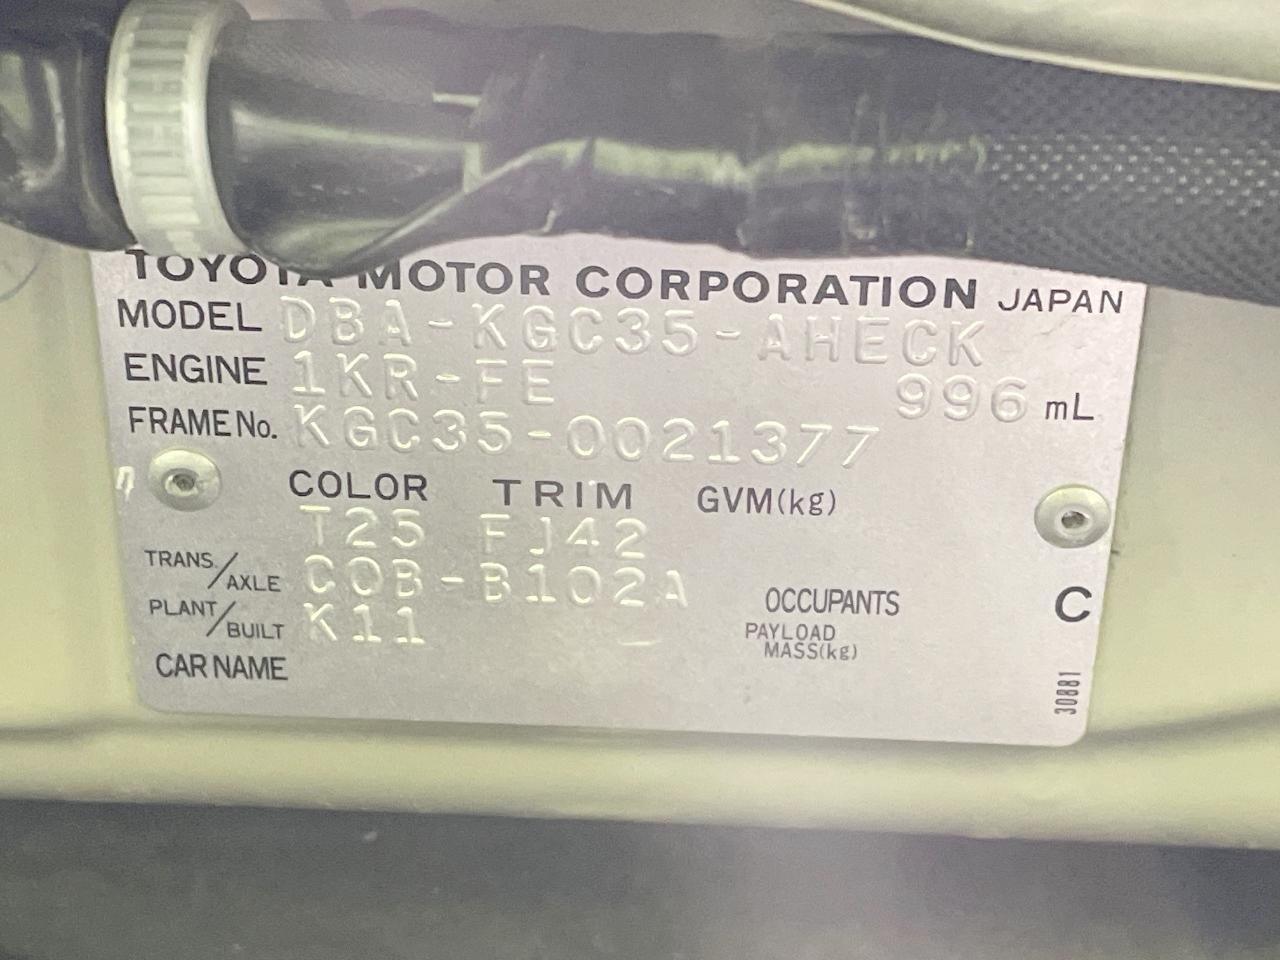 TOYOTA MOTOR CORPORATION JAPAN
MODEL DBA-KGC35-AHECK
ENGINE 1KR-FE 996 mL
FRAME No. KGC35-0021377
COLOR TRIM GVM(kg)
T25 FJ42
TRANS./AXLE C0B-B102A
OCCUPANTS
C
PLANT/BUILT K11
PAYLOAD
MASS(kg)
CAR NAME
30881